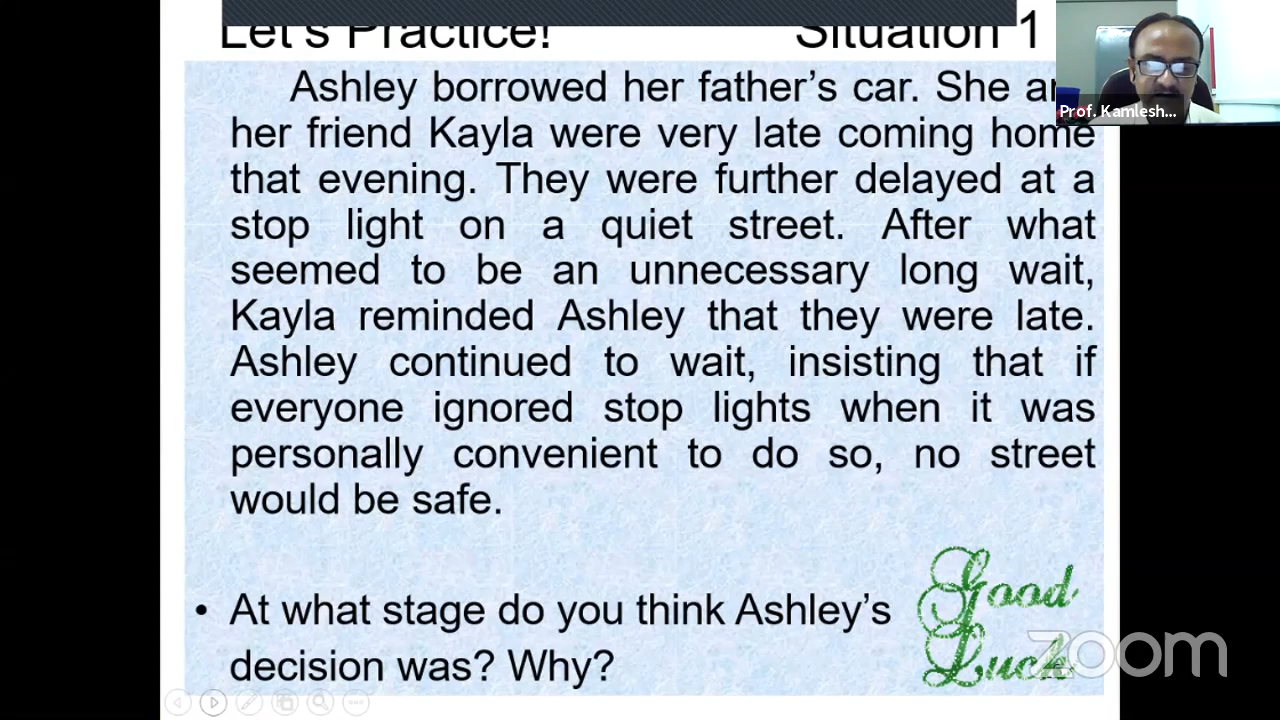 Let's Practice! Situation 1
Ashley borrowed her father's car. She an
her friend Kayla were very late coming home
that evening. They were further delayed at a
stop light on a quiet street. After what
seemed to be an unnecessary long wait,
Kayla reminded Ashley that they were late.
Ashley continued to wait, insisting that if
everyone ignored stop lights when it was
personally convenient to do so, no street
would be safe.
• At what stage do you think Ashley's
decision was? Why?
Good
Luck
Prof. Kamlesh...
zoom